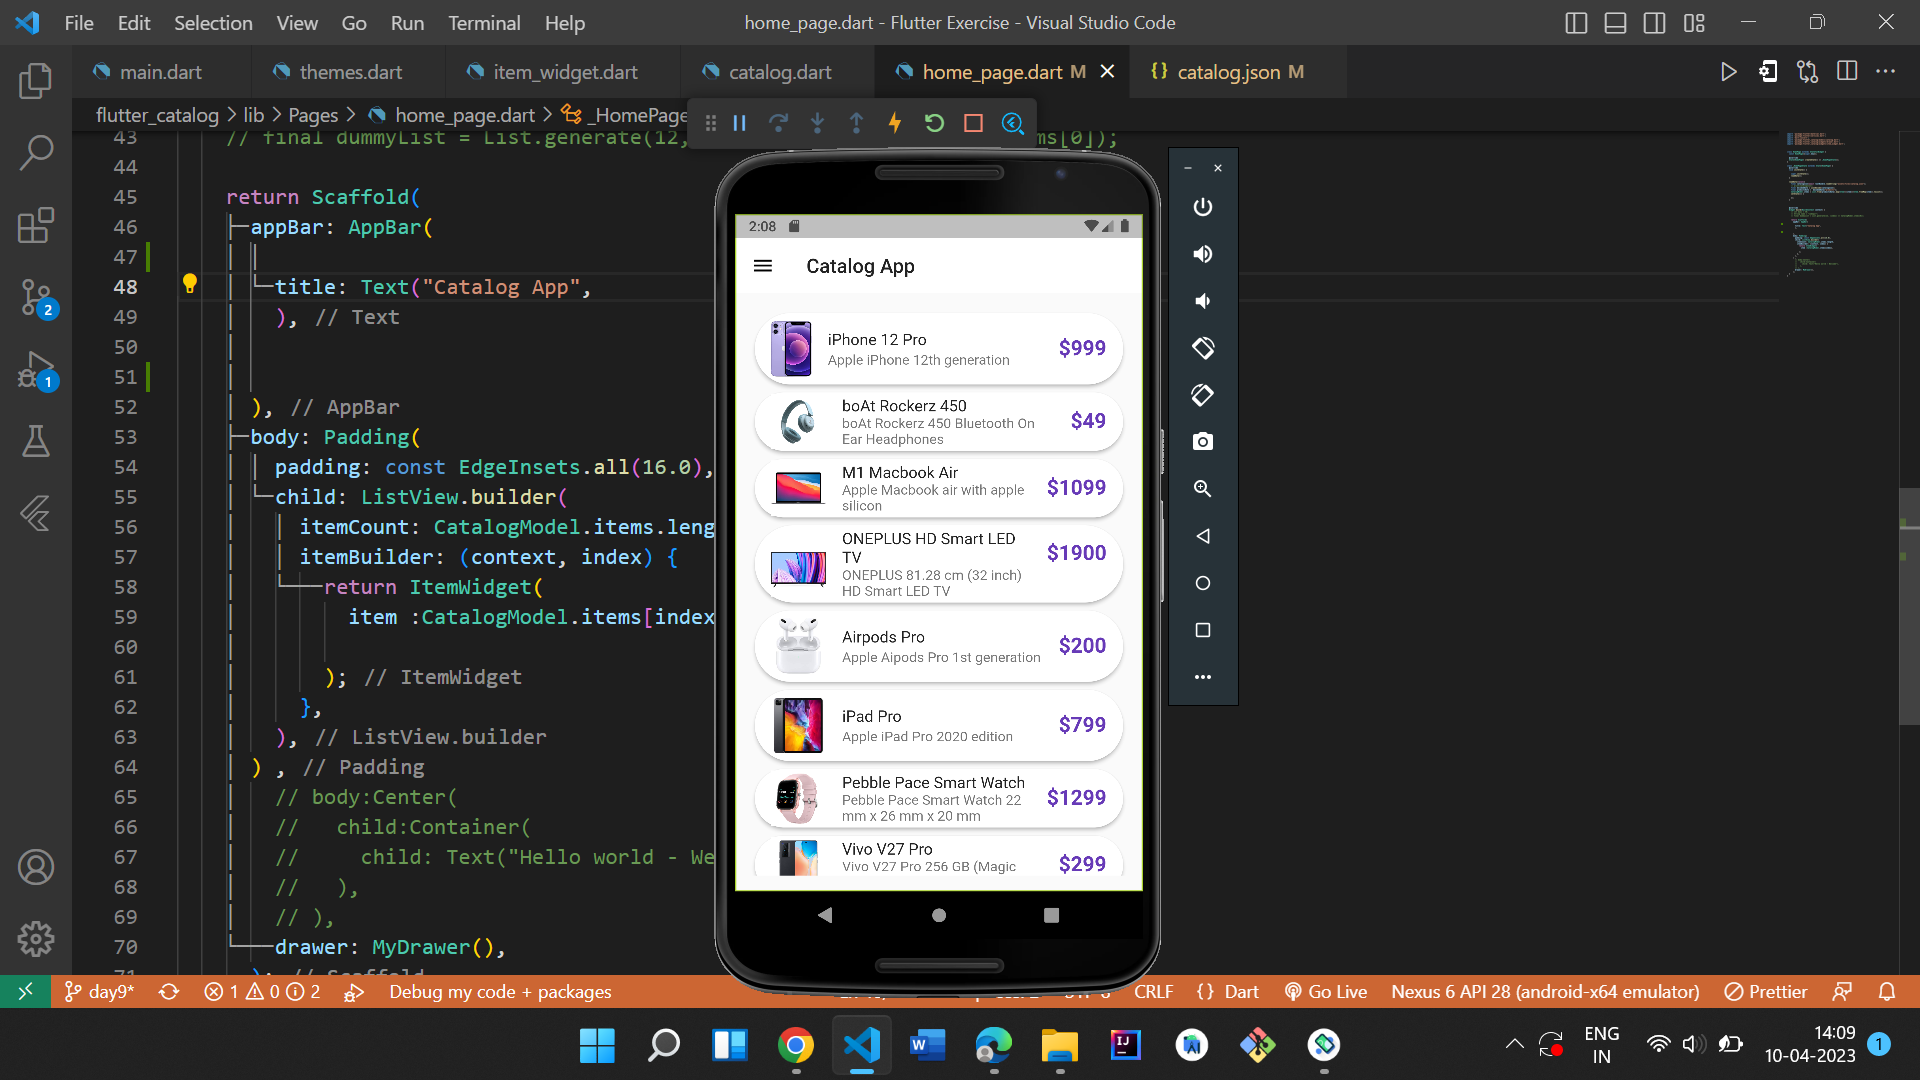 File Edit Selection View Go Run Terminal Help
home_page.dart - Flutter Exercise - Visual Studio Code
main.dart
themes.dart
item_widget.dart
catalog.dart
home_page.dart M
{} catalog.json M
flutter_catalog > lib > Pages > home_page.dart > _HomePage
43 // final dummyList = List.generate(12, ms[0]);
44
45 return Scaffold(
46 appBar: AppBar(
47
48 title: Text("Catalog App",
49 ), // Text
50
51
52 ), // AppBar
53 body: Padding(
54 padding: const EdgeInsets.all(16.0),
55 child: ListView.builder(
56 itemCount: CatalogModel.items.leng
57 itemBuilder: (context, index) {
58 return ItemWidget(
59 item :CatalogModel.items[index
60
61 ); // ItemWidget
62 },
63 ), // ListView.builder
64 ) , // Padding
65 // body:Center(
66 // child:Container(
67 // child: Text("Hello world - We
68 // ),
69 // ),
70 drawer: MyDrawer(),
71 ); // Scaffold
2
1
2:08
Catalog App
iPhone 12 Pro
Apple iPhone 12th generation
$999
boAt Rockerz 450
boAt Rockerz 450 Bluetooth On
Ear Headphones
$49
M1 Macbook Air
Apple Macbook air with apple
silicon
$1099
ONEPLUS HD Smart LED
TV
ONEPLUS 81.28 cm (32 inch)
HD Smart LED TV
$1900
Airpods Pro
Apple Aipods Pro 1st generation
$200
iPad Pro
Apple iPad Pro 2020 edition
$799
Pebble Pace Smart Watch
Pebble Pace Smart Watch 22
mm x 26 mm x 20 mm
$1299
Vivo V27 Pro
Vivo V27 Pro 256 GB (Magic
$299
day9* 1 0 2 Debug my code + packages
CRLF {} Dart Go Live Nexus 6 API 28 (android-x64 emulator) Prettier
ENG
IN
14:09
10-04-2023
1